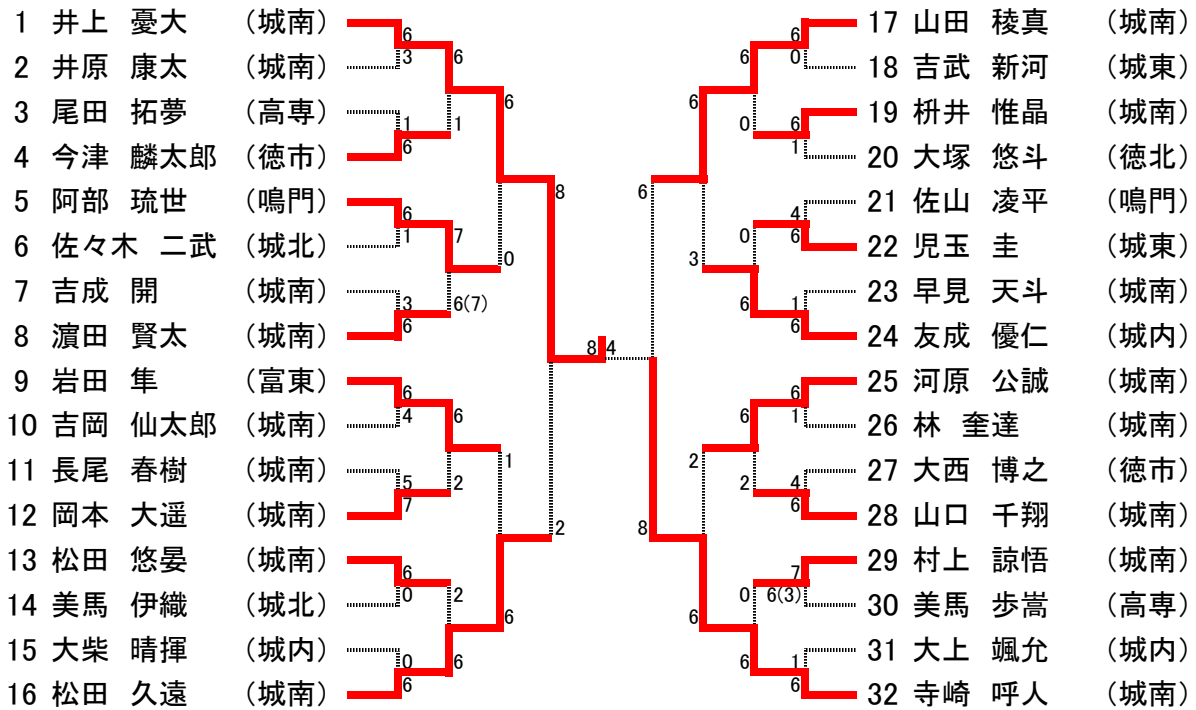 1 井上 憂大 （城南）
2 井原 康太 （城南）
3 尾田 拓夢 （高専）
4 今津 麟太郎 （徳市）
5 阿部 琉世 （鳴門）
6 佐々木 二武 （城北）
7 吉成 開 （城南）
8 濵田 賢太 （城南）
9 岩田 隼 （富東）
10 吉岡 仙太郎 （城南）
11 長尾 春樹 （城南）
12 岡本 大遥 （城南）
13 松田 悠晏 （城南）
14 美馬 伊織 （城北）
15 大柴 晴揮 （城内）
16 松田 久遠 （城南）
6
3
1
6
6
1
3
6
6
4
5
7
6
0
0
6
6
1
7
6(7)
6
2
2
6
6
0
1
6
8
2
8 4
6
8
6
3
2
6
6
0
0
6
6
2
0
6
6
0
6
1
4
6
1
6
6
1
4
6
7
6(3)
1
6
17 山田 稜真 （城南）
18 吉武 新河 （城東）
19 枡井 惟晶 （城南）
20 大塚 悠斗 （徳北）
21 佐山 凌平 （鳴門）
22 児玉 圭 （城東）
23 早見 天斗 （城南）
24 友成 優仁 （城内）
25 河原 公誠 （城南）
26 林 奎達 （城南）
27 大西 博之 （徳市）
28 山口 千翔 （城南）
29 村上 諒悟 （城南）
30 美馬 歩嵩 （高専）
31 大上 颯允 （城内）
32 寺崎 呼人 （城南）